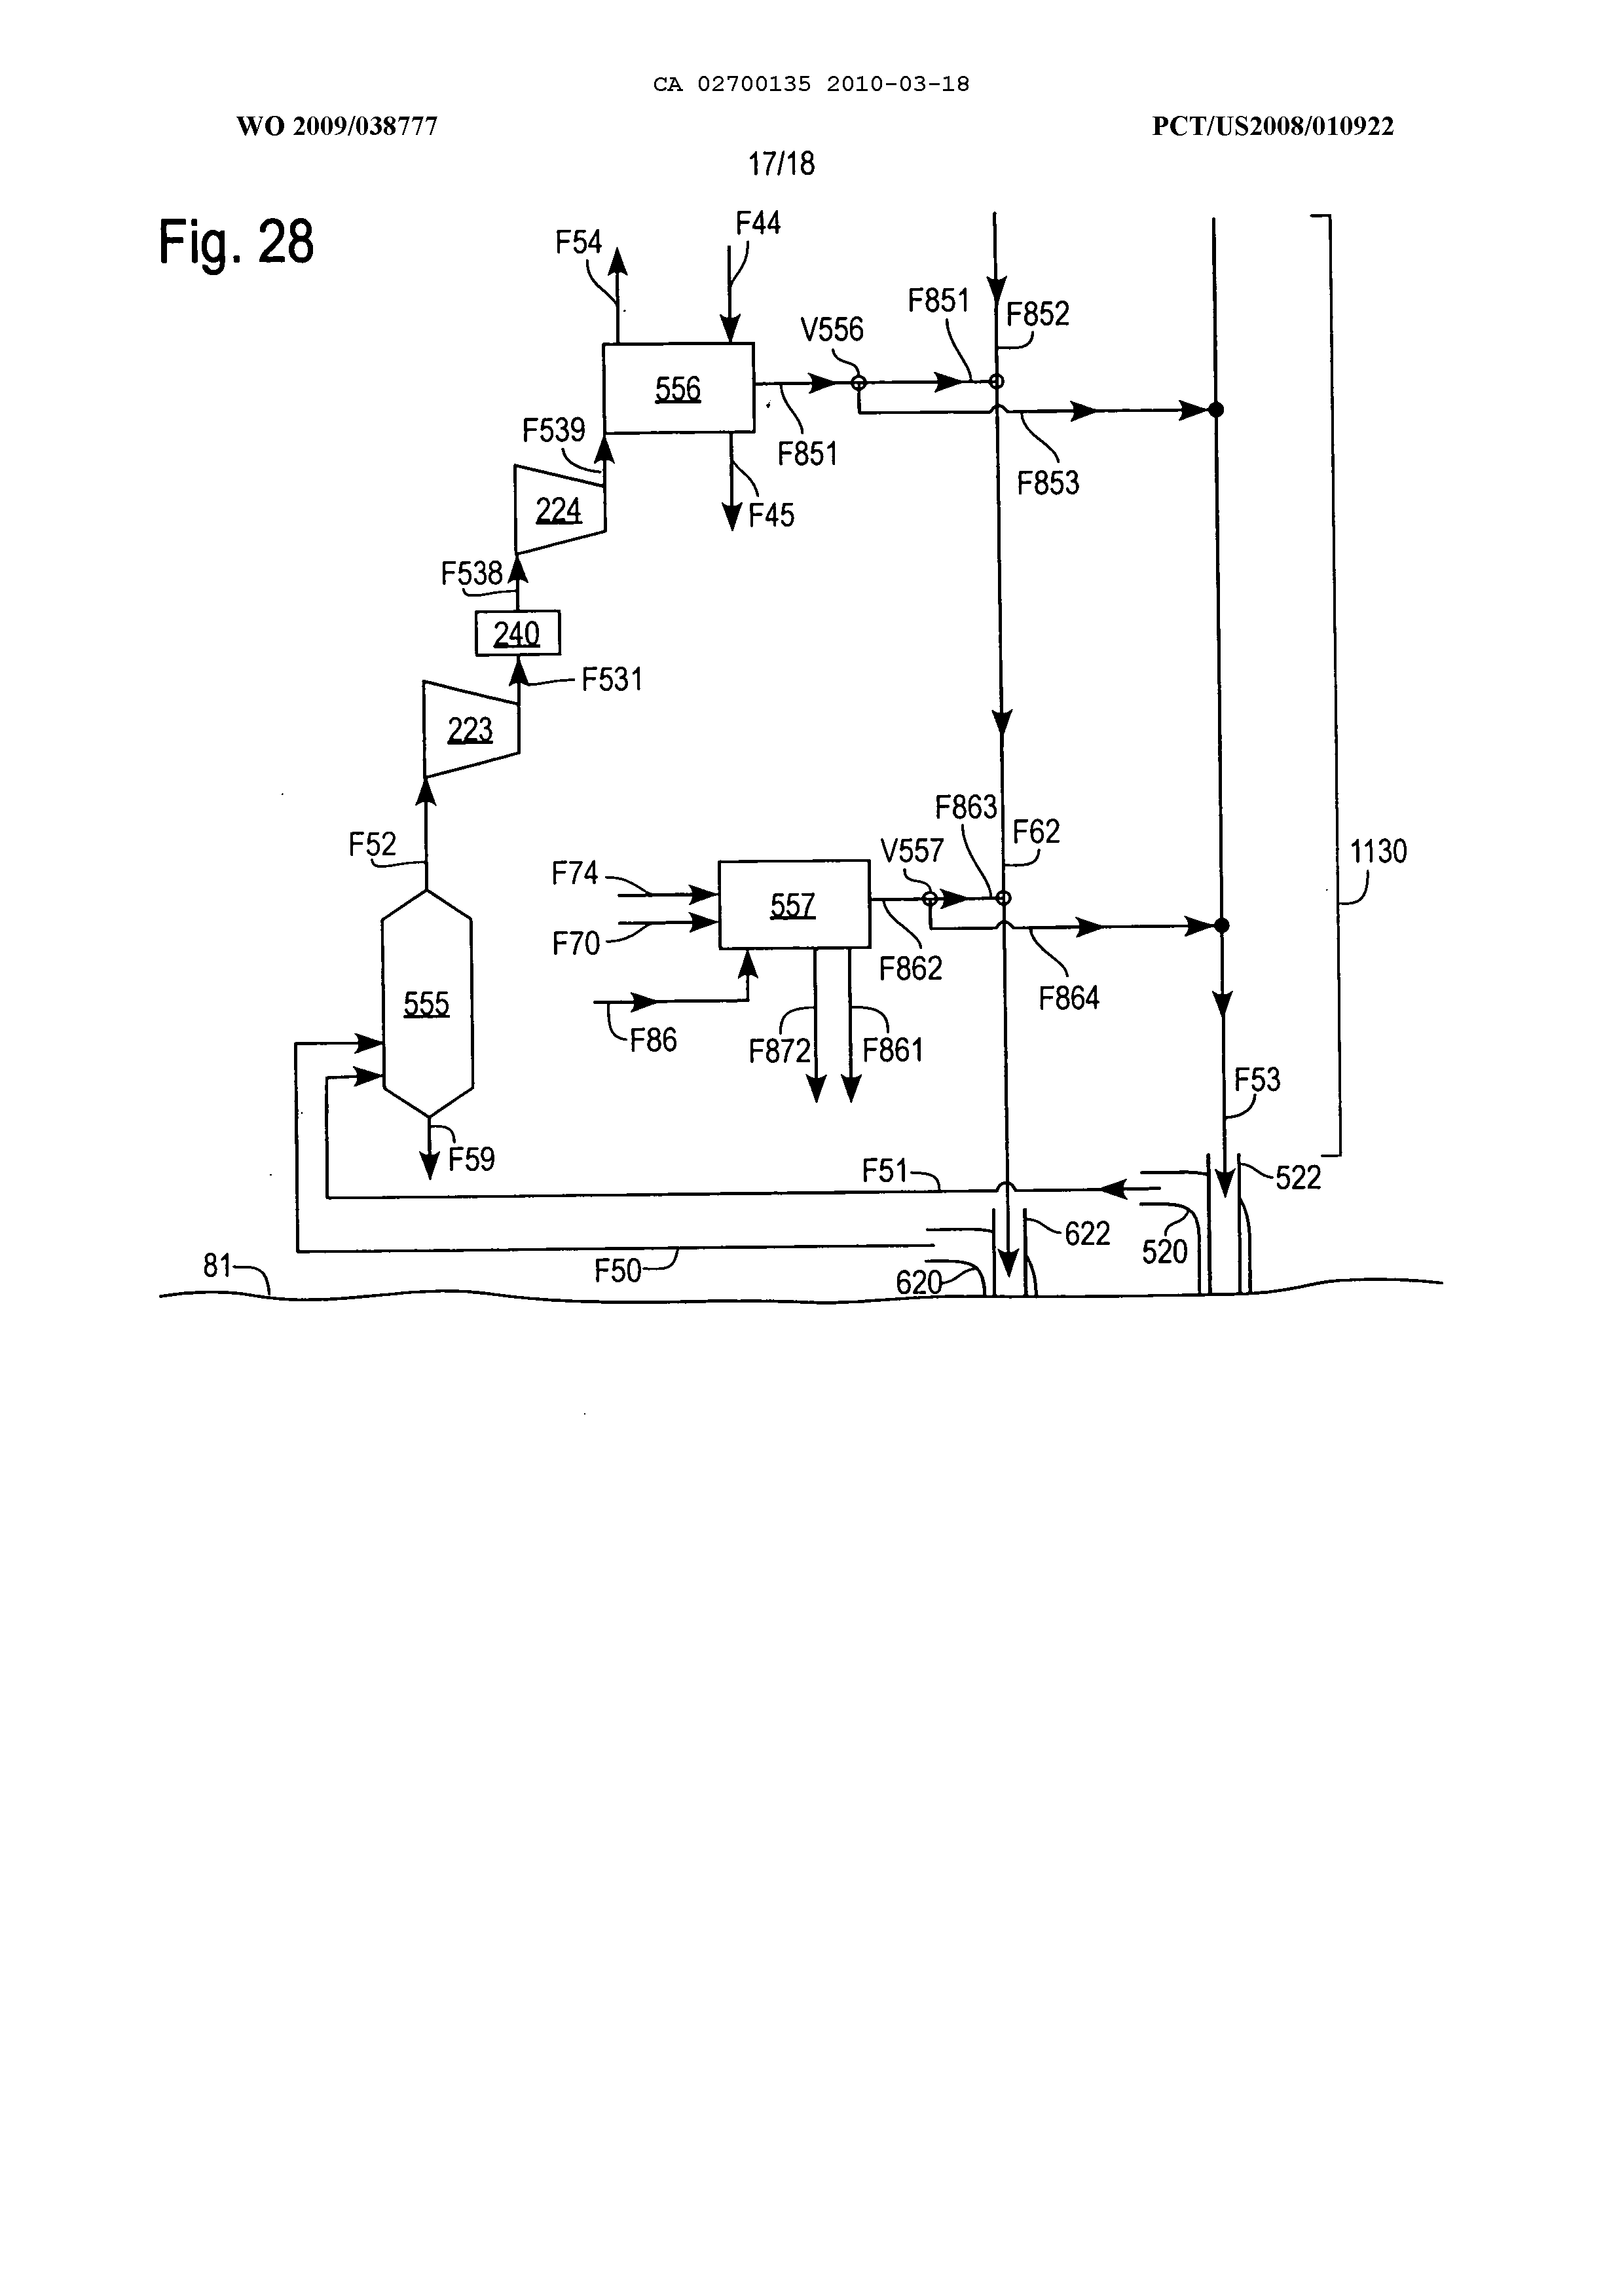 CA 02700135 2010-03-18
WO 2009/038777 PCT/US2008/010922
17/18
Fig. 28
F54
F44
F851
F852
V556
556
F539
F851
F853
224
F45
F538
240
F531
223
F863
F62
F52
V557
1130
F74
557
F70
F862
F864
555
F86
F872
F861
F53
F59
F51
522
622
520
81
F50
620